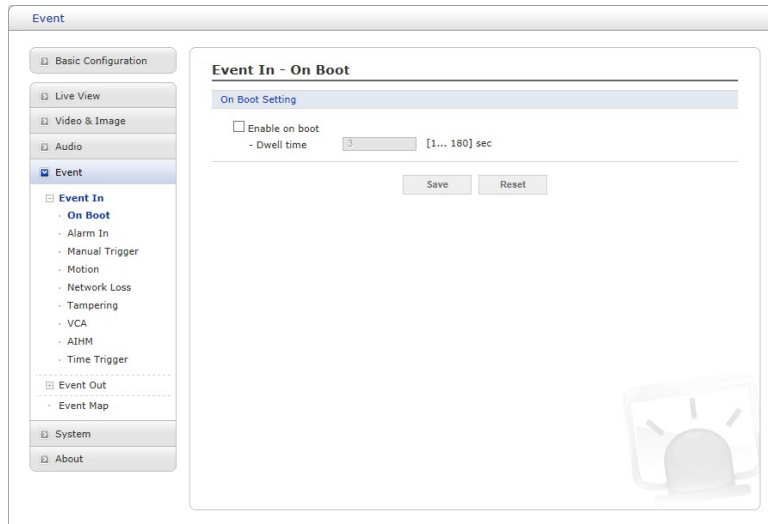 Event
Basic Configuration
Live View
Video & Image
Audio
Event
Event In
On Boot
Alarm In
Manual Trigger
Motion
Network Loss
Tampering
VCA
AIHM
Time Trigger
Event Out
Event Map
System
About
Event In - On Boot
On Boot Setting
Enable on boot
- Dwell time 3 [1... 180] sec
Save Reset